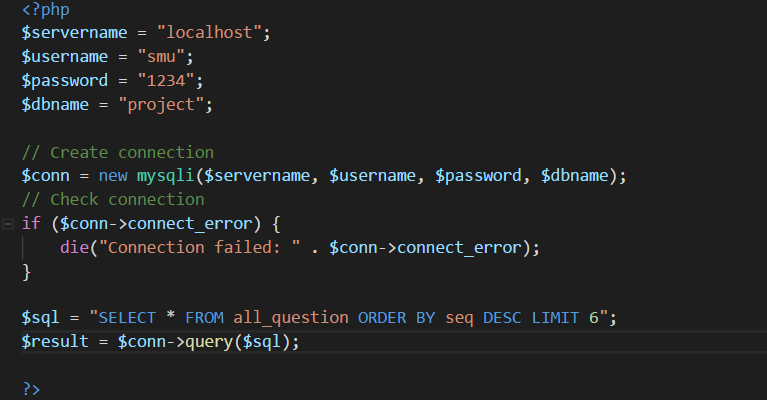 <?php
$servername = "localhost";
$username = "smu";
$password = "1234";
$dbname = "project";
// Create connection
$conn = new mysqli($servername, $username, $password, $dbname);
// Check connection
if ($conn->connect_error) {
    die("Connection failed: " . $conn->connect_error);
}
$sql = "SELECT * FROM all_question ORDER BY seq DESC LIMIT 6";
$result = $conn->query($sql);
?>